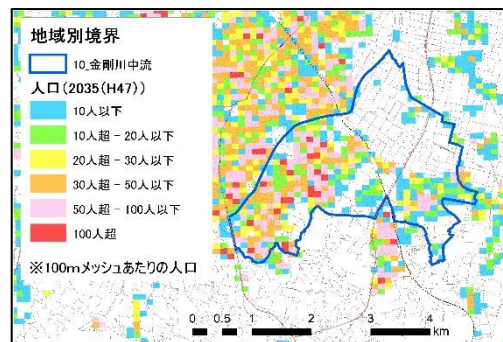 地域別境界
10_金剛川中流
人口(2035(H47))
10人以下
10人超 - 20人以下
20人超 - 30人以下
30人超 - 50人以下
50人超 - 100人以下
100人超
※100mメッシュあたりの人口
0 0.5 1 2 3 4
km